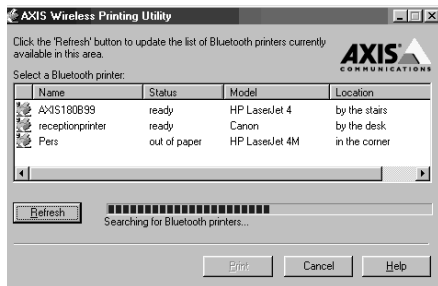 AXIS Wireless Printing Utility
Click the 'Refresh' button to update the list of Bluetooth printers currently
available in this area.
AXIS
COMMUNICATIONS
Select a Bluetooth printer:
Name Status Model Location
AXIS180B99 ready HP LaserJet 4 by the stairs
receptionprinter ready Canon by the desk
Pers out of paper HP LaserJet 4M in the corner
Refresh
Searching for Bluetooth printers...
Print Cancel Help